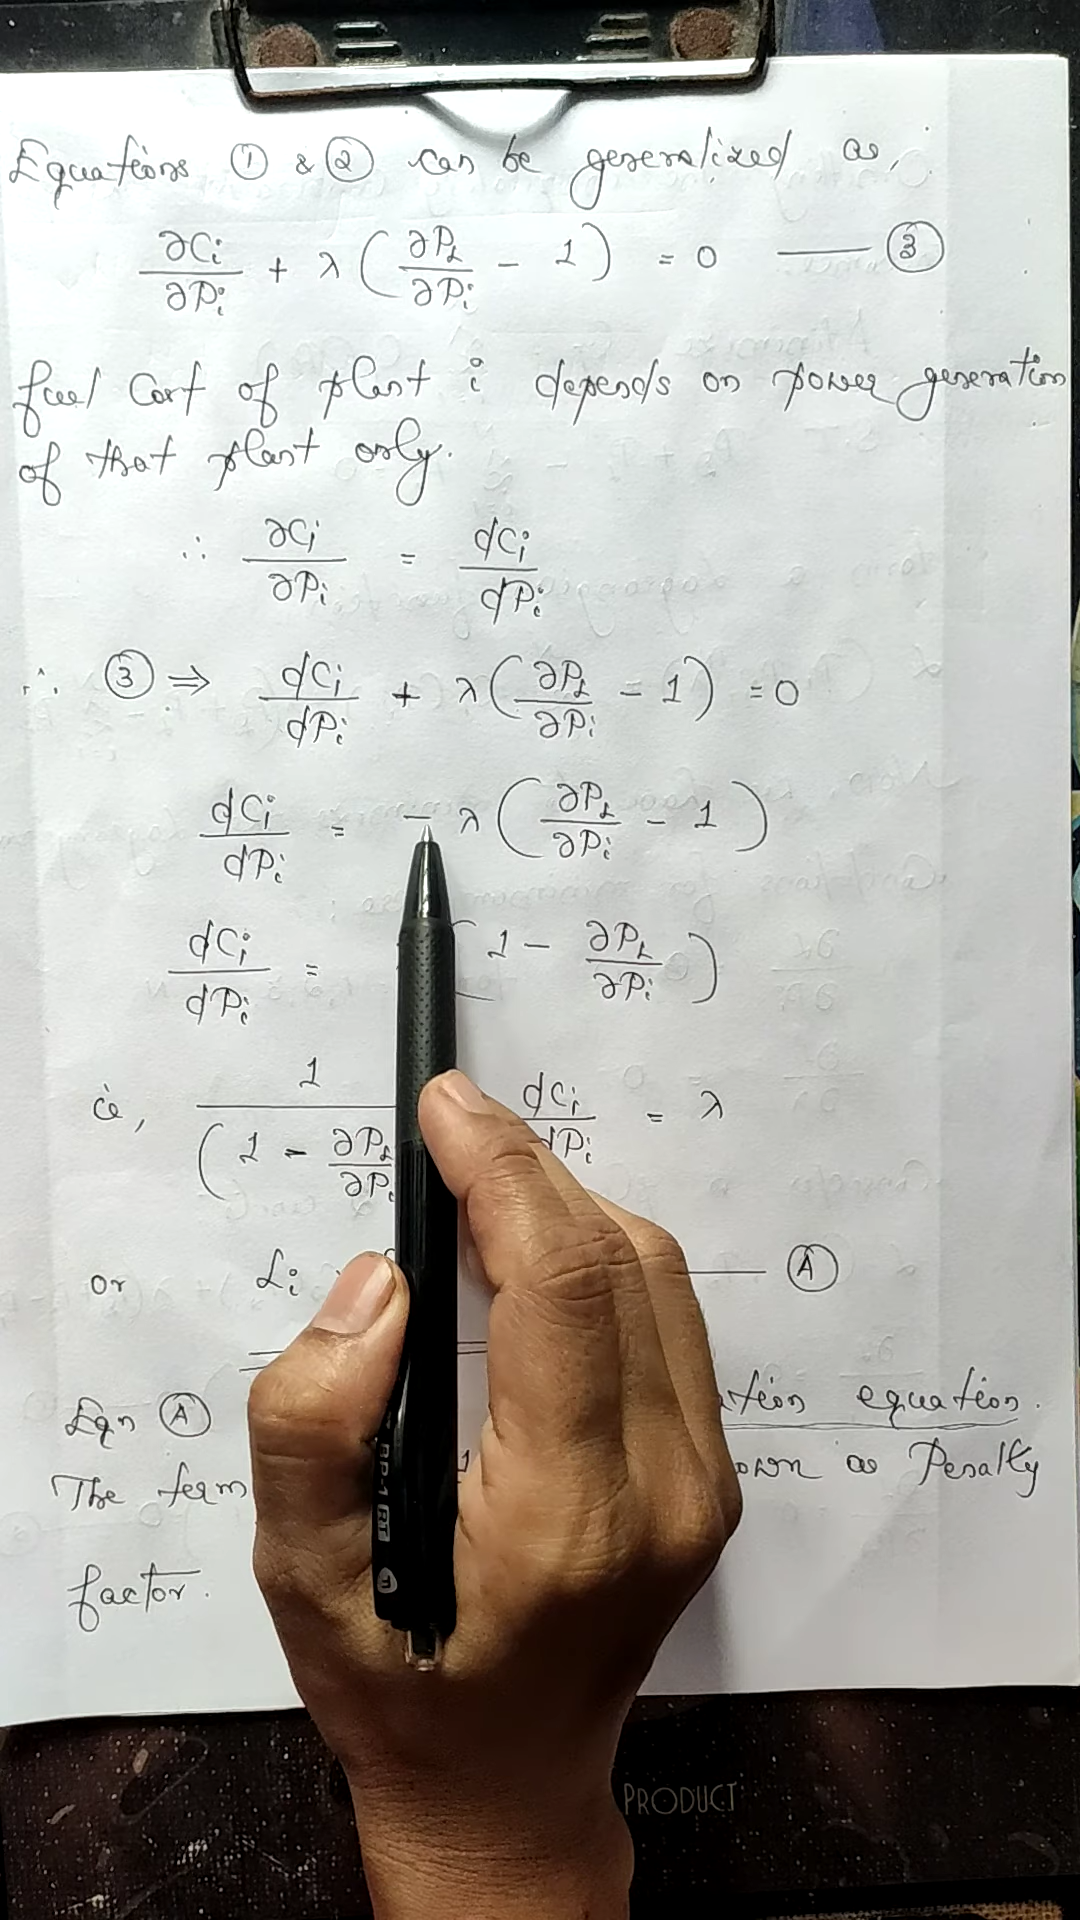 Equations ① & ② can be generalized as,
∂Ci/∂Pi + λ (∂PL/∂Pi - 1) = 0 —— ③
fuel Cost of plant i depends on power generation
of that plant only.
∴ ∂Ci/∂Pi = dCi/dPi
∴ ③ ⇒ dCi/dPi + λ (∂PL/∂Pi - 1) = 0
dCi/dPi = - λ (∂PL/∂Pi - 1)
dCi/dPi = ( 1 - ∂PL/∂Pi )
ie, 1/(1 - ∂PL/∂Pi dCi/dPi = λ
or Li —— Ⓐ
Eqn Ⓐ equation.
The term 1 as Penalty
factor.
PRODUCT